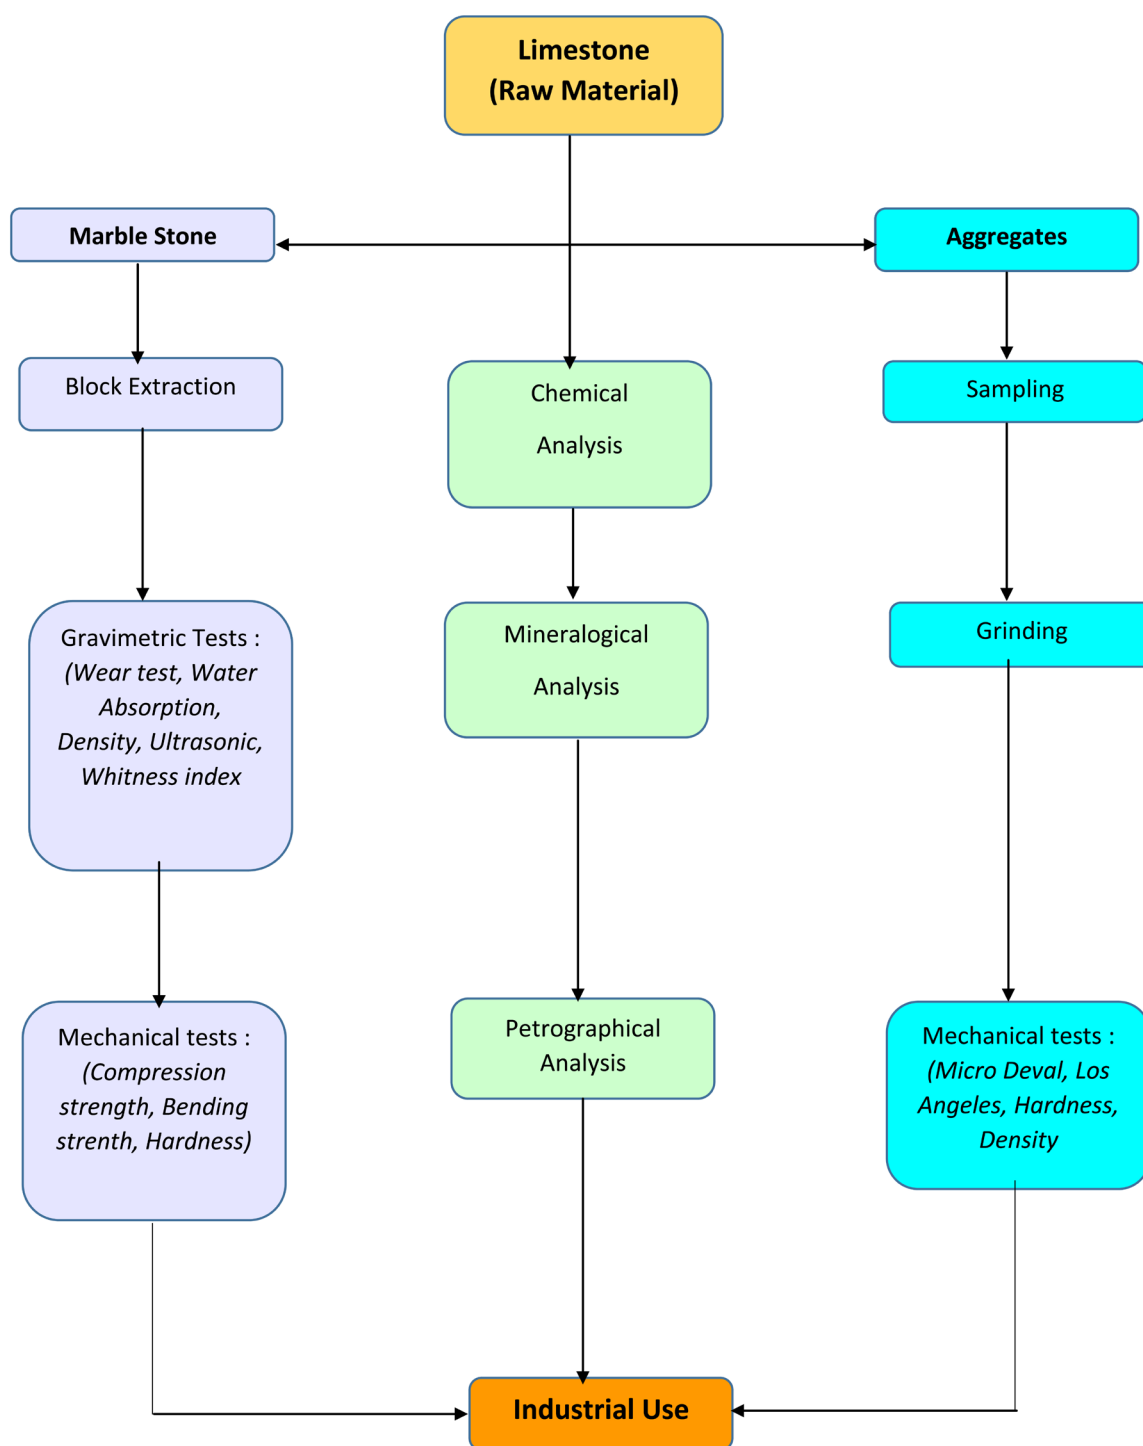 Limestone
(Raw Material)
Marble Stone
Aggregates
Block Extraction
Chemical
Analysis
Sampling
Gravimetric Tests :
(Wear test, Water
Absorption,
Density, Ultrasonic,
Whitness index
Mineralogical
Analysis
Grinding
Mechanical tests :
(Compression
strength, Bending
strenth, Hardness)
Petrographical
Analysis
Mechanical tests :
(Micro Deval, Los
Angeles, Hardness,
Density
Industrial Use